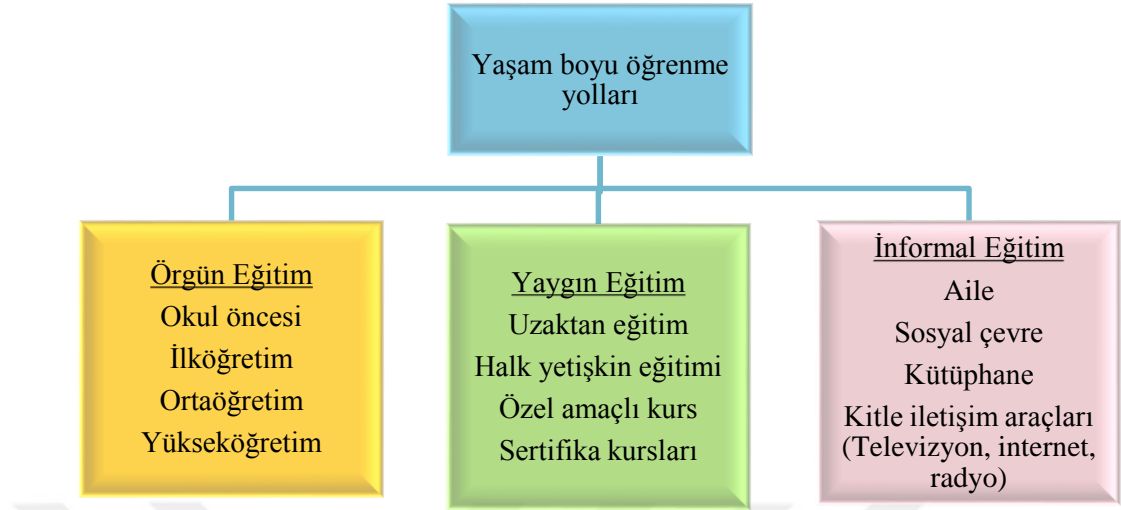 Yaşam boyu öğrenme
yolları
Örgün Eğitim
Okul öncesi
İlköğretim
Ortaöğretim
Yükseköğretim
Yaygın Eğitim
Uzaktan eğitim
Halk yetişkin eğitimi
Özel amaçlı kurs
Sertifika kursları
İnformal Eğitim
Aile
Sosyal çevre
Kütüphane
Kitle iletişim araçları
(Televizyon, internet,
radyo)